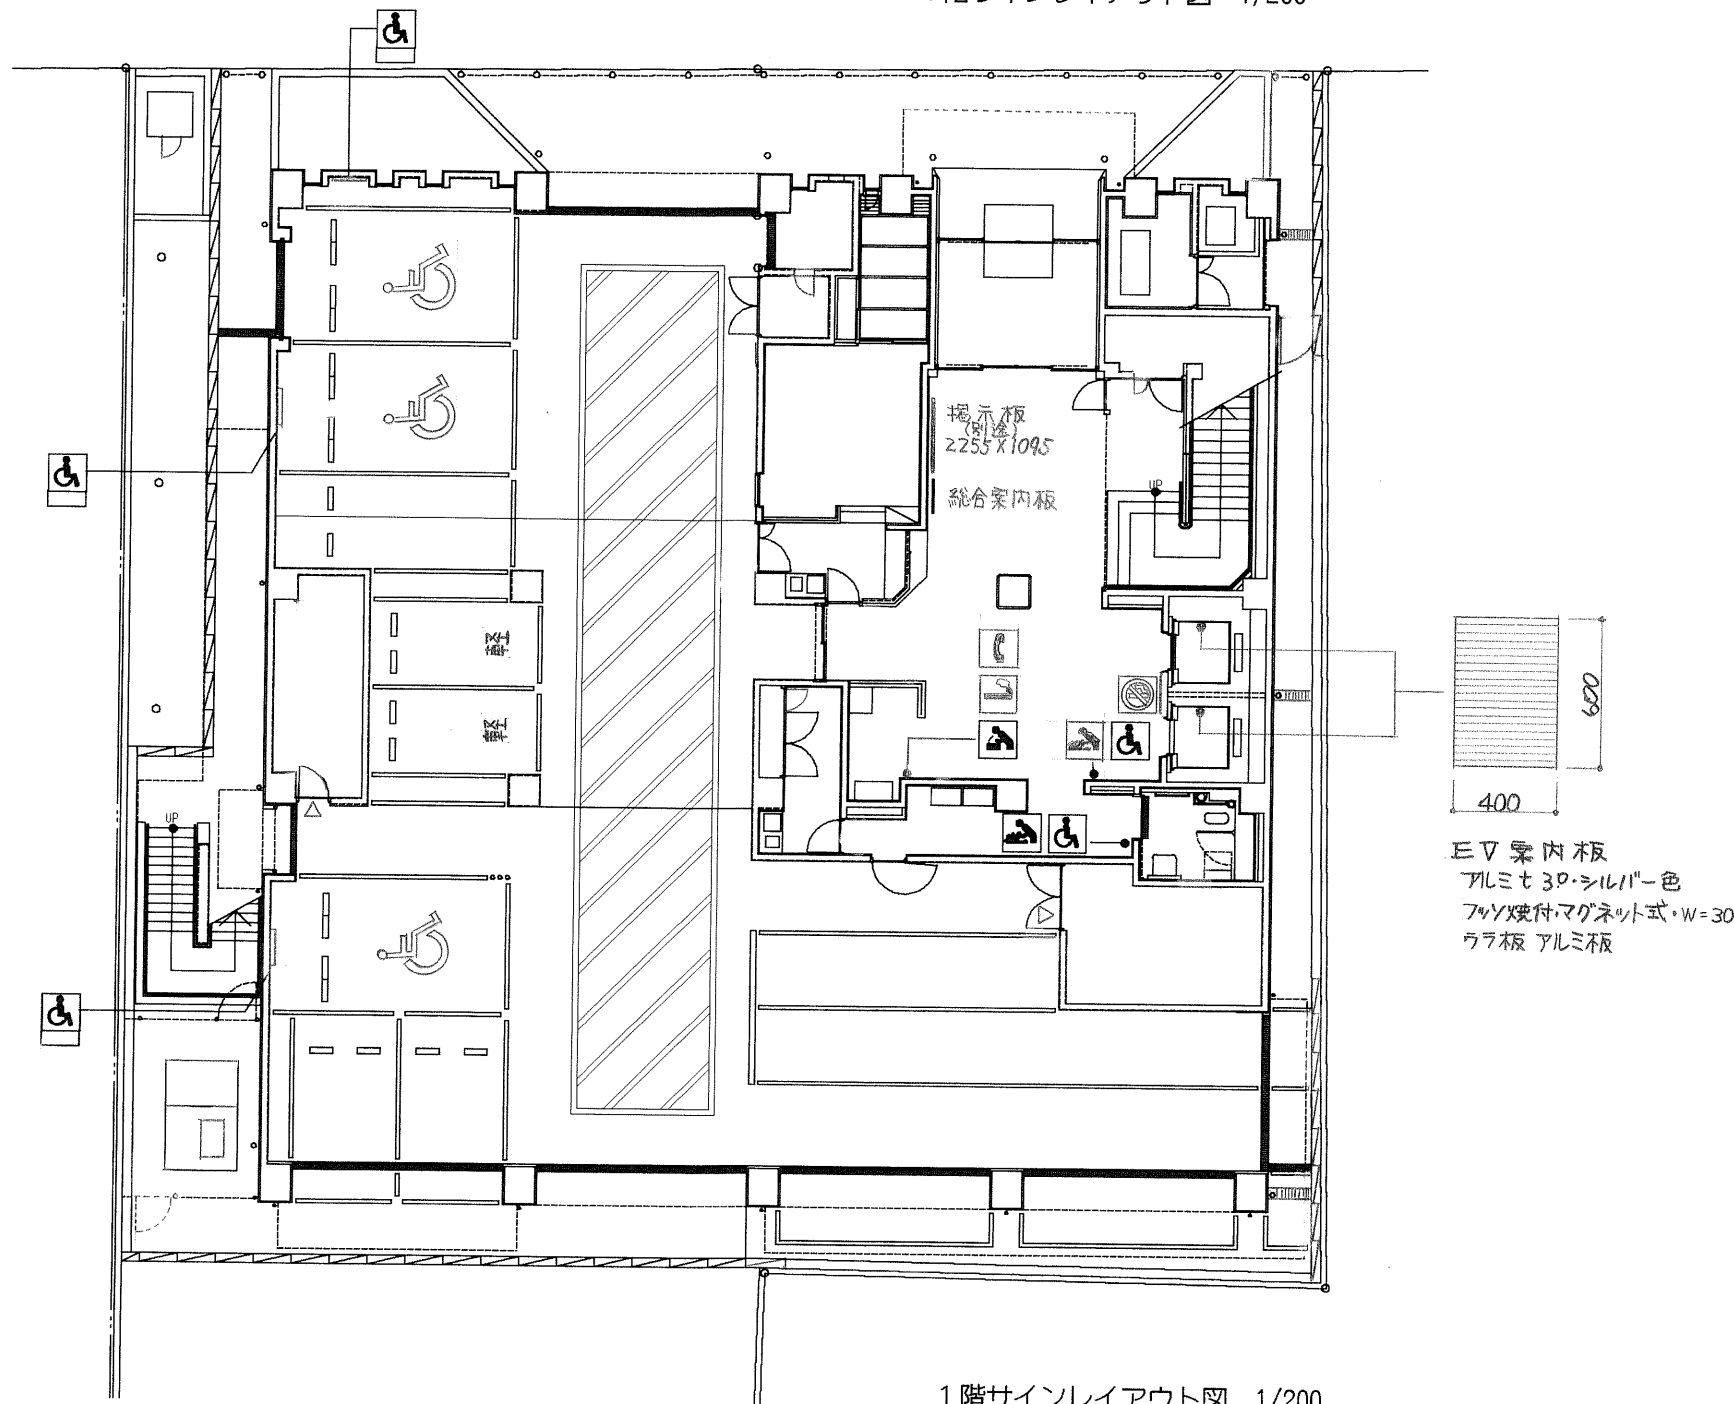 掲示板
(別途)
2255×1095
総合案内板
UP
軽
軽
UP
600
400
EV案内板
アルミt3.0・シルバー色
フッソ焼付・マグネット式・W=30
ウラ板 アルミ板
1階サインレイアウト図 1/200